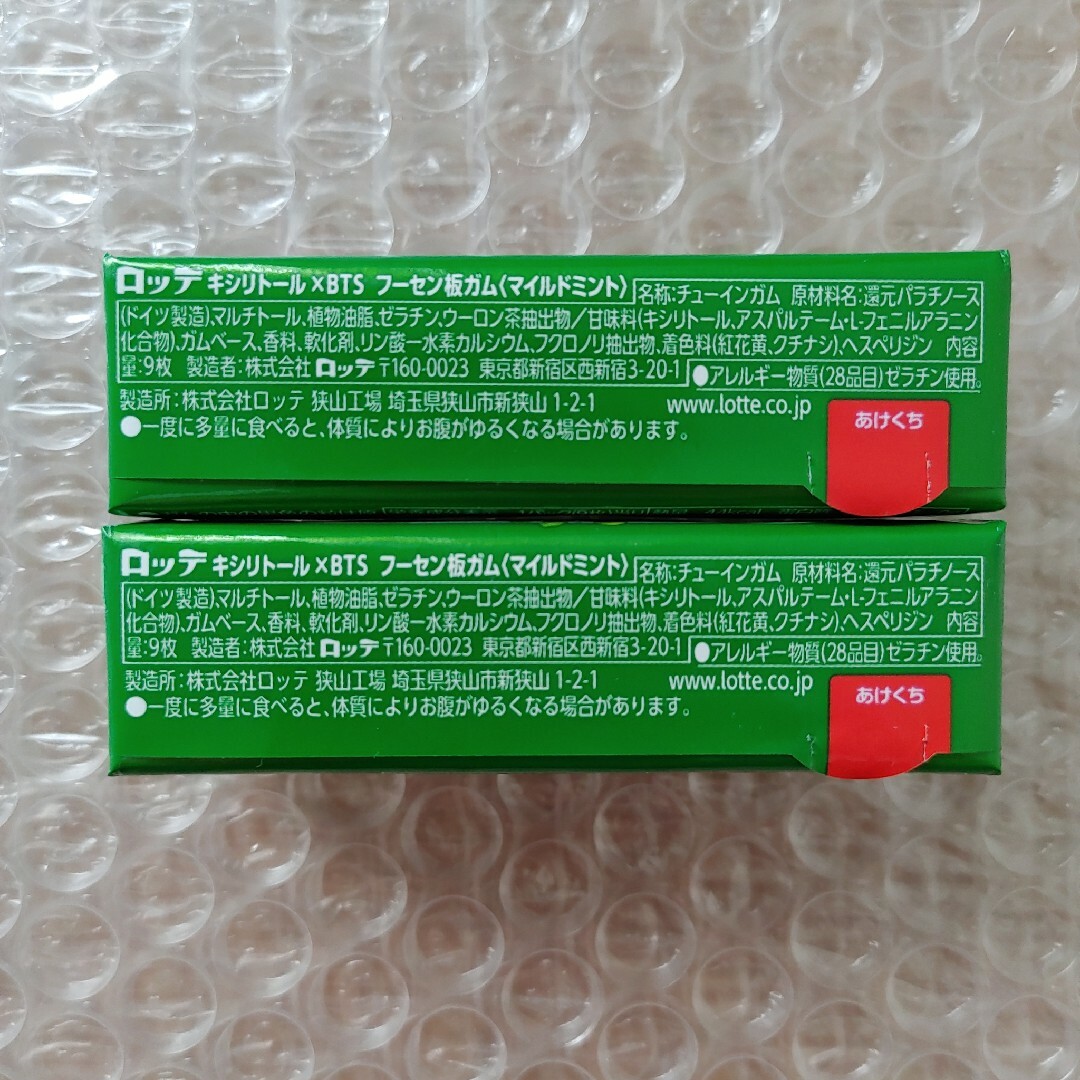 ロッテ キシリトール×BTS フーセン板ガム〈マイルドミント〉 名称:チューインガム 原材料名:還元パラチノース
(ドイツ製造)、マルチトール、植物油脂、ゼラチン、ウーロン茶抽出物/甘味料(キシリトール、アスパルテーム・L-フェニルアラニン
化合物)、ガムベース、香料、軟化剤、リン酸一水素カルシウム、フクロノリ抽出物、着色料(紅花黄、クチナシ)、ヘスペリジン 内容
量:9枚 製造者:株式会社 ロッテ 〒160-0023 東京都新宿区西新宿3-20-1 ●アレルギー物質(28品目)ゼラチン使用。
製造所:株式会社ロッテ 狭山工場 埼玉県狭山市新狭山 1-2-1 www.lotte.co.jp
あけくち
●一度に多量に食べると、体質によりお腹がゆるくなる場合があります。
ロッテ キシリトール×BTS フーセン板ガム〈マイルドミント〉 名称:チューインガム 原材料名:還元パラチノース
(ドイツ製造)、マルチトール、植物油脂、ゼラチン、ウーロン茶抽出物/甘味料(キシリトール、アスパルテーム・L-フェニルアラニン
化合物)、ガムベース、香料、軟化剤、リン酸一水素カルシウム、フクロノリ抽出物、着色料(紅花黄、クチナシ)、ヘスペリジン 内容
量:9枚 製造者:株式会社 ロッテ 〒160-0023 東京都新宿区西新宿3-20-1 ●アレルギー物質(28品目)ゼラチン使用。
製造所:株式会社ロッテ 狭山工場 埼玉県狭山市新狭山 1-2-1 www.lotte.co.jp
あけくち
●一度に多量に食べると、体質によりお腹がゆるくなる場合があります。